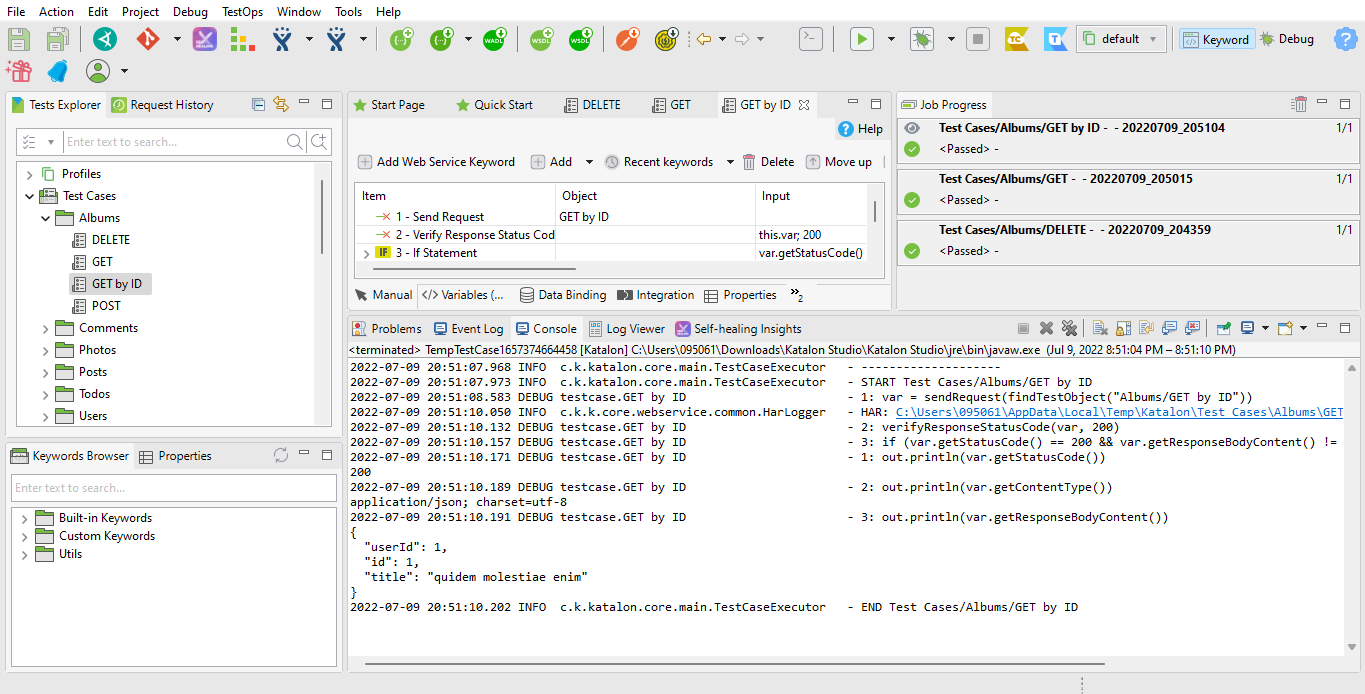 File Action Edit Project Debug TestOps Window Tools Help
WADL WSDL WSDL TC T default Keyword Debug ?
Tests Explorer Request History
Enter text to search...
Profiles
Test Cases
Albums
DELETE
GET
GET by ID
POST
Comments
Photos
Posts
Todos
Users
Keywords Browser Properties
Enter text to search...
Built-in Keywords
Custom Keywords
Utils
Start Page Quick Start DELETE GET GET by ID
? Help
Add Web Service Keyword Add Recent keywords Delete Move up
Item Object Input
1 - Send Request GET by ID
2 - Verify Response Status Cod this.var; 200
IF 3 - If Statement var.getStatusCode()
Manual </> Variables (... Data Binding Integration Properties »2
Job Progress
Test Cases/Albums/GET by ID - - 20220709_205104 1/1
<Passed> -
Test Cases/Albums/GET - - 20220709_205015 1/1
<Passed> -
Test Cases/Albums/DELETE - - 20220709_204359 1/1
<Passed> -
Problems Event Log Console Log Viewer Self-healing Insights
<terminated> TempTestCase1657374664458 [Katalon] C:\Users\095061\Downloads\Katalon Studio\Katalon Studio\jre\bin\javaw.exe (Jul 9, 2022 8:51:04 PM – 8:51:10 PM)
2022-07-09 20:51:07.968 INFO c.k.katalon.core.main.TestCaseExecutor - --------------------
2022-07-09 20:51:07.973 INFO c.k.katalon.core.main.TestCaseExecutor - START Test Cases/Albums/GET by ID
2022-07-09 20:51:08.583 DEBUG testcase.GET by ID - 1: var = sendRequest(findTestObject("Albums/GET by ID"))
2022-07-09 20:51:10.050 INFO c.k.k.core.webservice.common.HarLogger - HAR: C:\Users\095061\AppData\Local\Temp\Katalon\Test Cases\Albums\GET
2022-07-09 20:51:10.132 DEBUG testcase.GET by ID - 2: verifyResponseStatusCode(var, 200)
2022-07-09 20:51:10.157 DEBUG testcase.GET by ID - 3: if (var.getStatusCode() == 200 && var.getResponseBodyContent() !=
2022-07-09 20:51:10.171 DEBUG testcase.GET by ID - 1: out.println(var.getStatusCode())
200
2022-07-09 20:51:10.189 DEBUG testcase.GET by ID - 2: out.println(var.getContentType())
application/json; charset=utf-8
2022-07-09 20:51:10.191 DEBUG testcase.GET by ID - 3: out.println(var.getResponseBodyContent())
{
"userId": 1,
"id": 1,
"title": "quidem molestiae enim"
}
2022-07-09 20:51:10.202 INFO c.k.katalon.core.main.TestCaseExecutor - END Test Cases/Albums/GET by ID